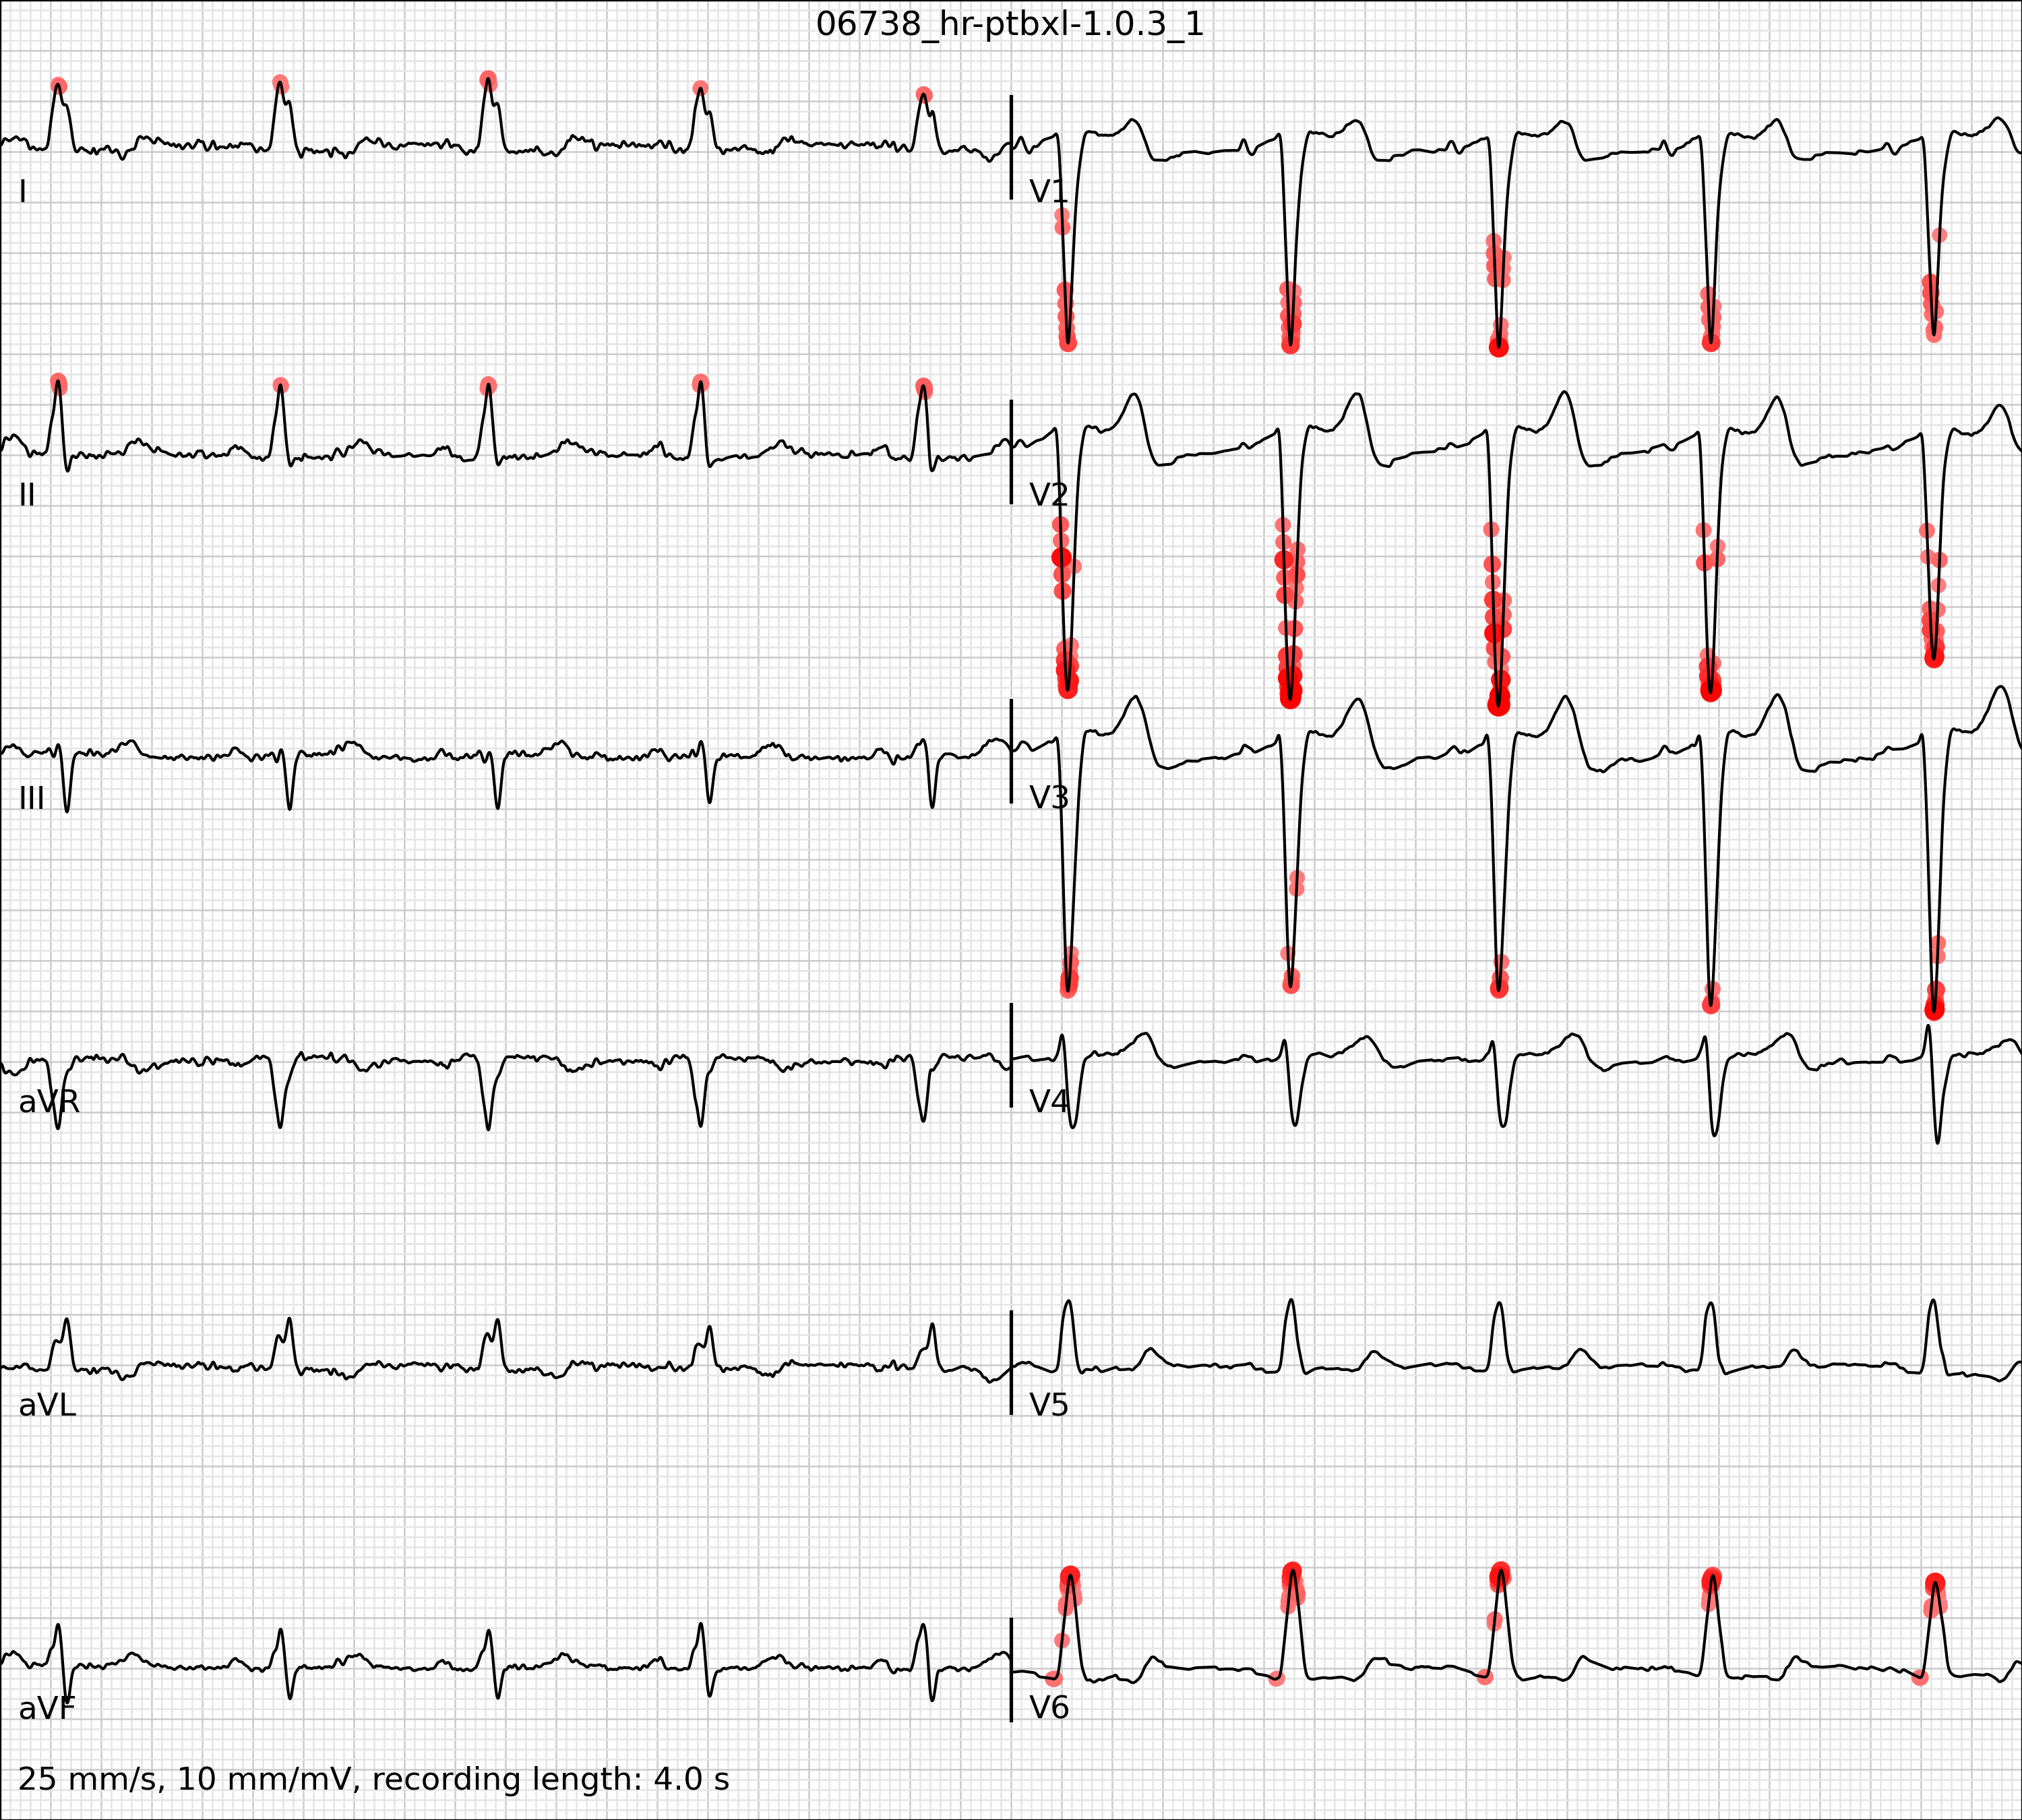 06738_hr-ptbxl-1.0.3_1
I
V1
II
V2
III
V3
aVR
V4
aVL
V5
aVF
V6
25 mm/s, 10 mm/mV, recording length: 4.0 s